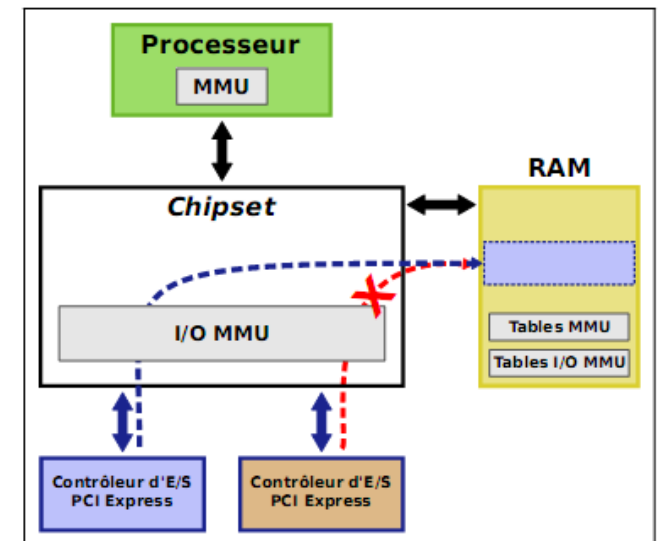 Processeur
MMU
RAM
Chipset
I/O MMU
Tables MMU
Tables I/O MMU
Contrôleur d'E/S
PCI Express
Contrôleur d'E/S
PCI Express